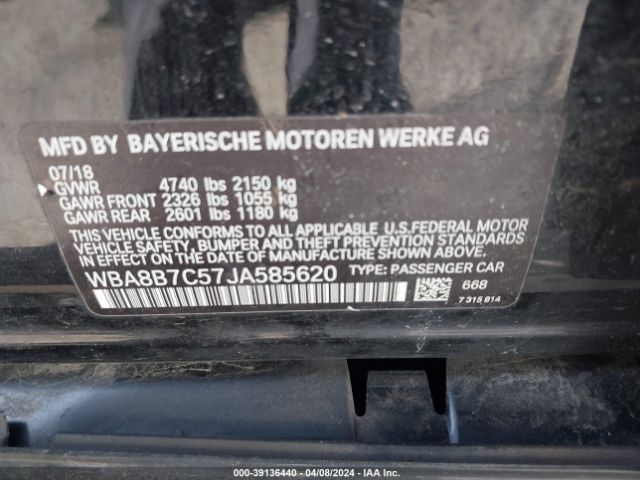 MFD BY BAYERISCHE MOTOREN WERKE AG
07/18
GVWR 4740 lbs 2150 kg
GAWR FRONT 2326 lbs 1055 kg
GAWR REAR 2601 lbs 1180 kg
THIS VEHICLE CONFORMS TO ALL APPLICABLE U.S.FEDERAL MOTOR
VEHICLE SAFETY, BUMPER, AND THEFT PREVENTION STANDARDS
IN EFFECT ON THE DATE OF MANUFACTURE SHOWN ABOVE.
WBA8B7C57JA585620 TYPE: PASSENGER CAR
668
7 315 814
000-39136440 - 04/08/2024 - IAA Inc.